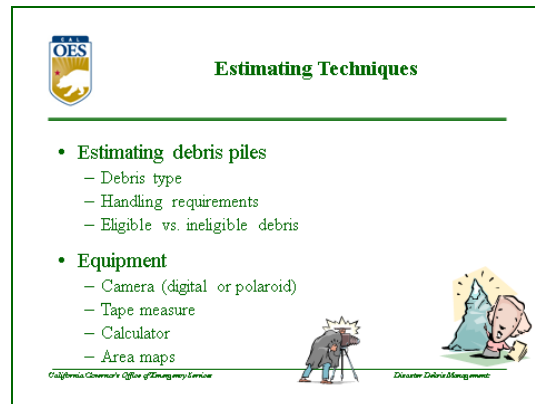 CAL
OES
Estimating Techniques
• Estimating debris piles
– Debris type
– Handling requirements
– Eligible vs. ineligible debris
• Equipment
– Camera (digital or polaroid)
– Tape measure
– Calculator
– Area maps
California Governor's Office of Emergency Services
Disaster Debris Management: